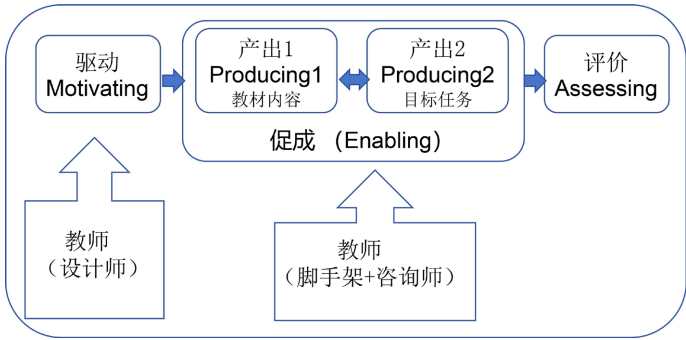 驱动
Motivating
产出1
Producing1
教材内容
产出2
Producing2
目标任务
促成（Enabling）
评价
Assessing
教师
（设计师）
教师
（脚手架+咨询师）